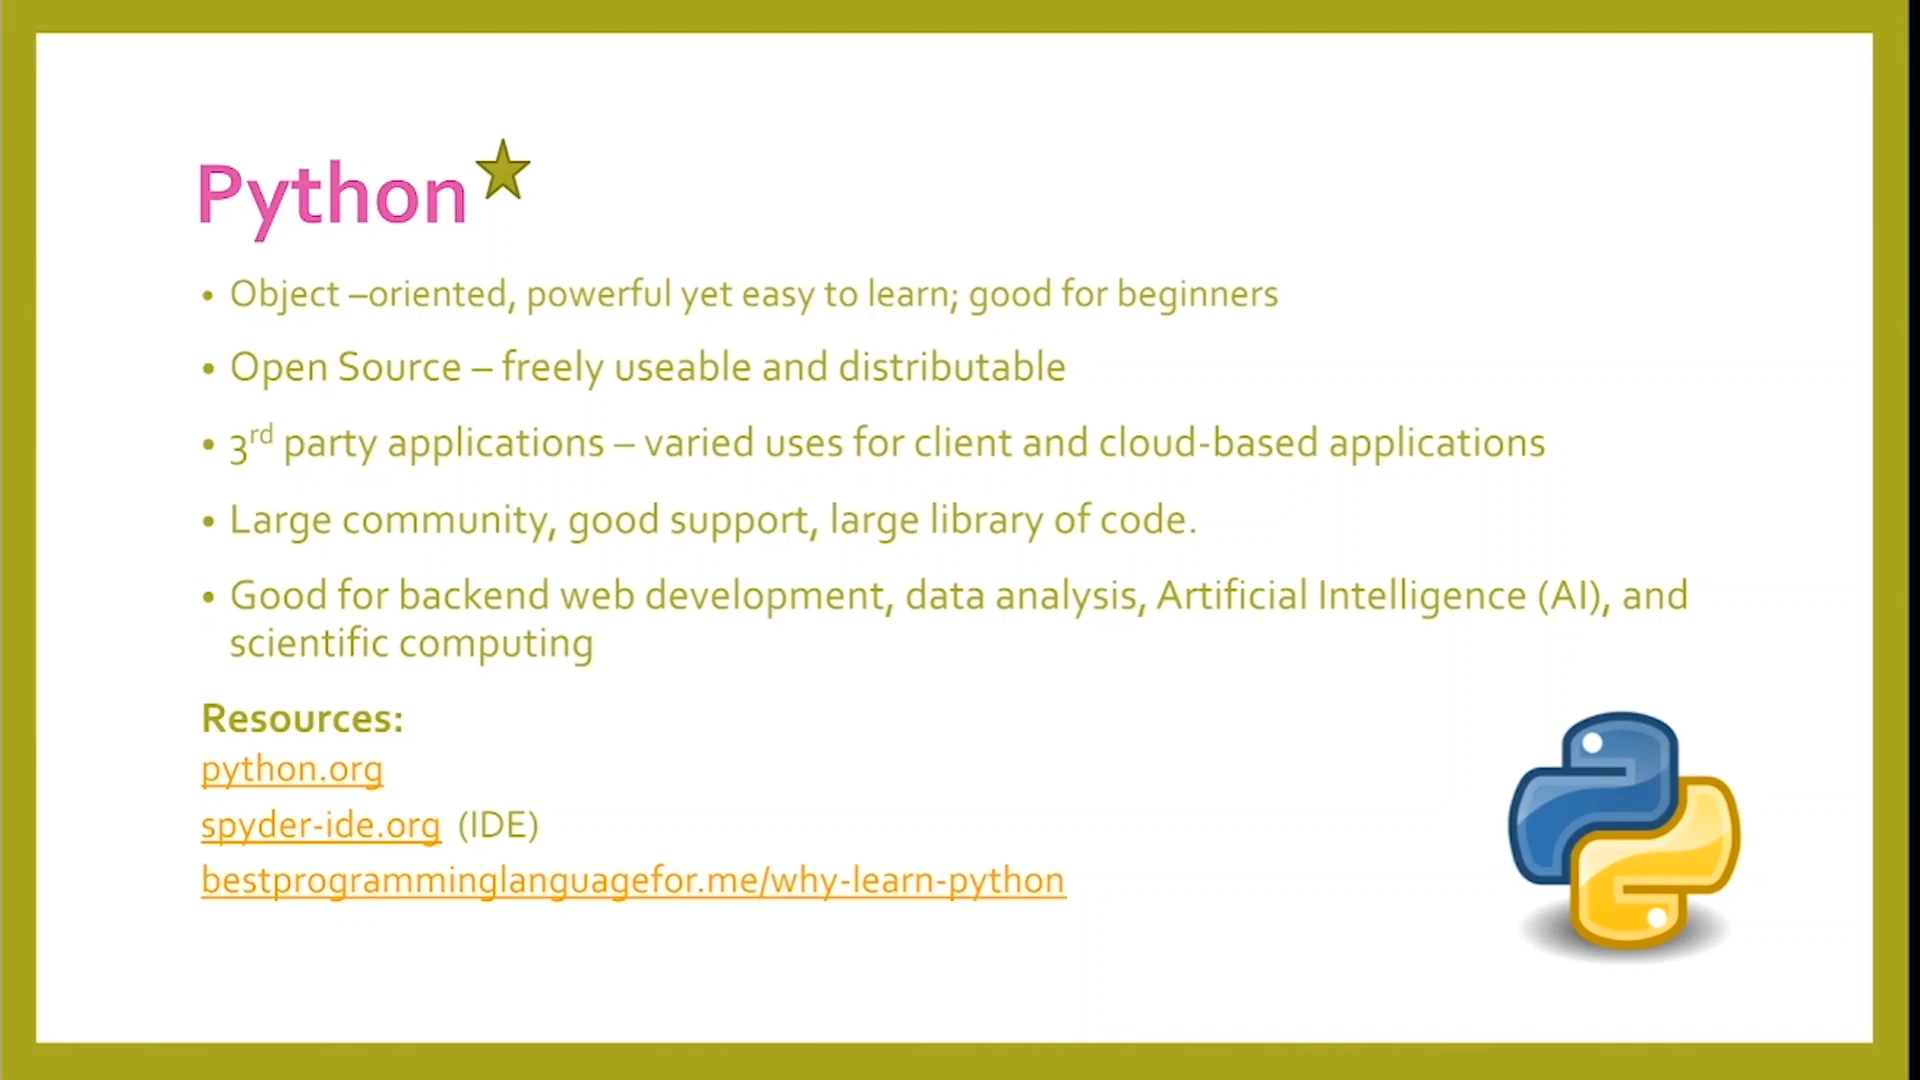 Python
• Object –oriented, powerful yet easy to learn; good for beginners
• Open Source – freely useable and distributable
• 3rd party applications – varied uses for client and cloud-based applications
• Large community, good support, large library of code.
• Good for backend web development, data analysis, Artificial Intelligence (AI), and
scientific computing
Resources:
python.org
spyder-ide.org (IDE)
bestprogramminglanguagefor.me/why-learn-python